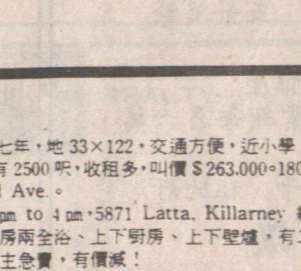 七年，地 33×122，交通方便，近小學
有 2500 呎，收租多，叫價 $263.000。180
Ave。
pm to 4 pm，5871 Latta, Killarney
房兩全浴、上下厨房、上下壁爐，有
主急賣，有價減！